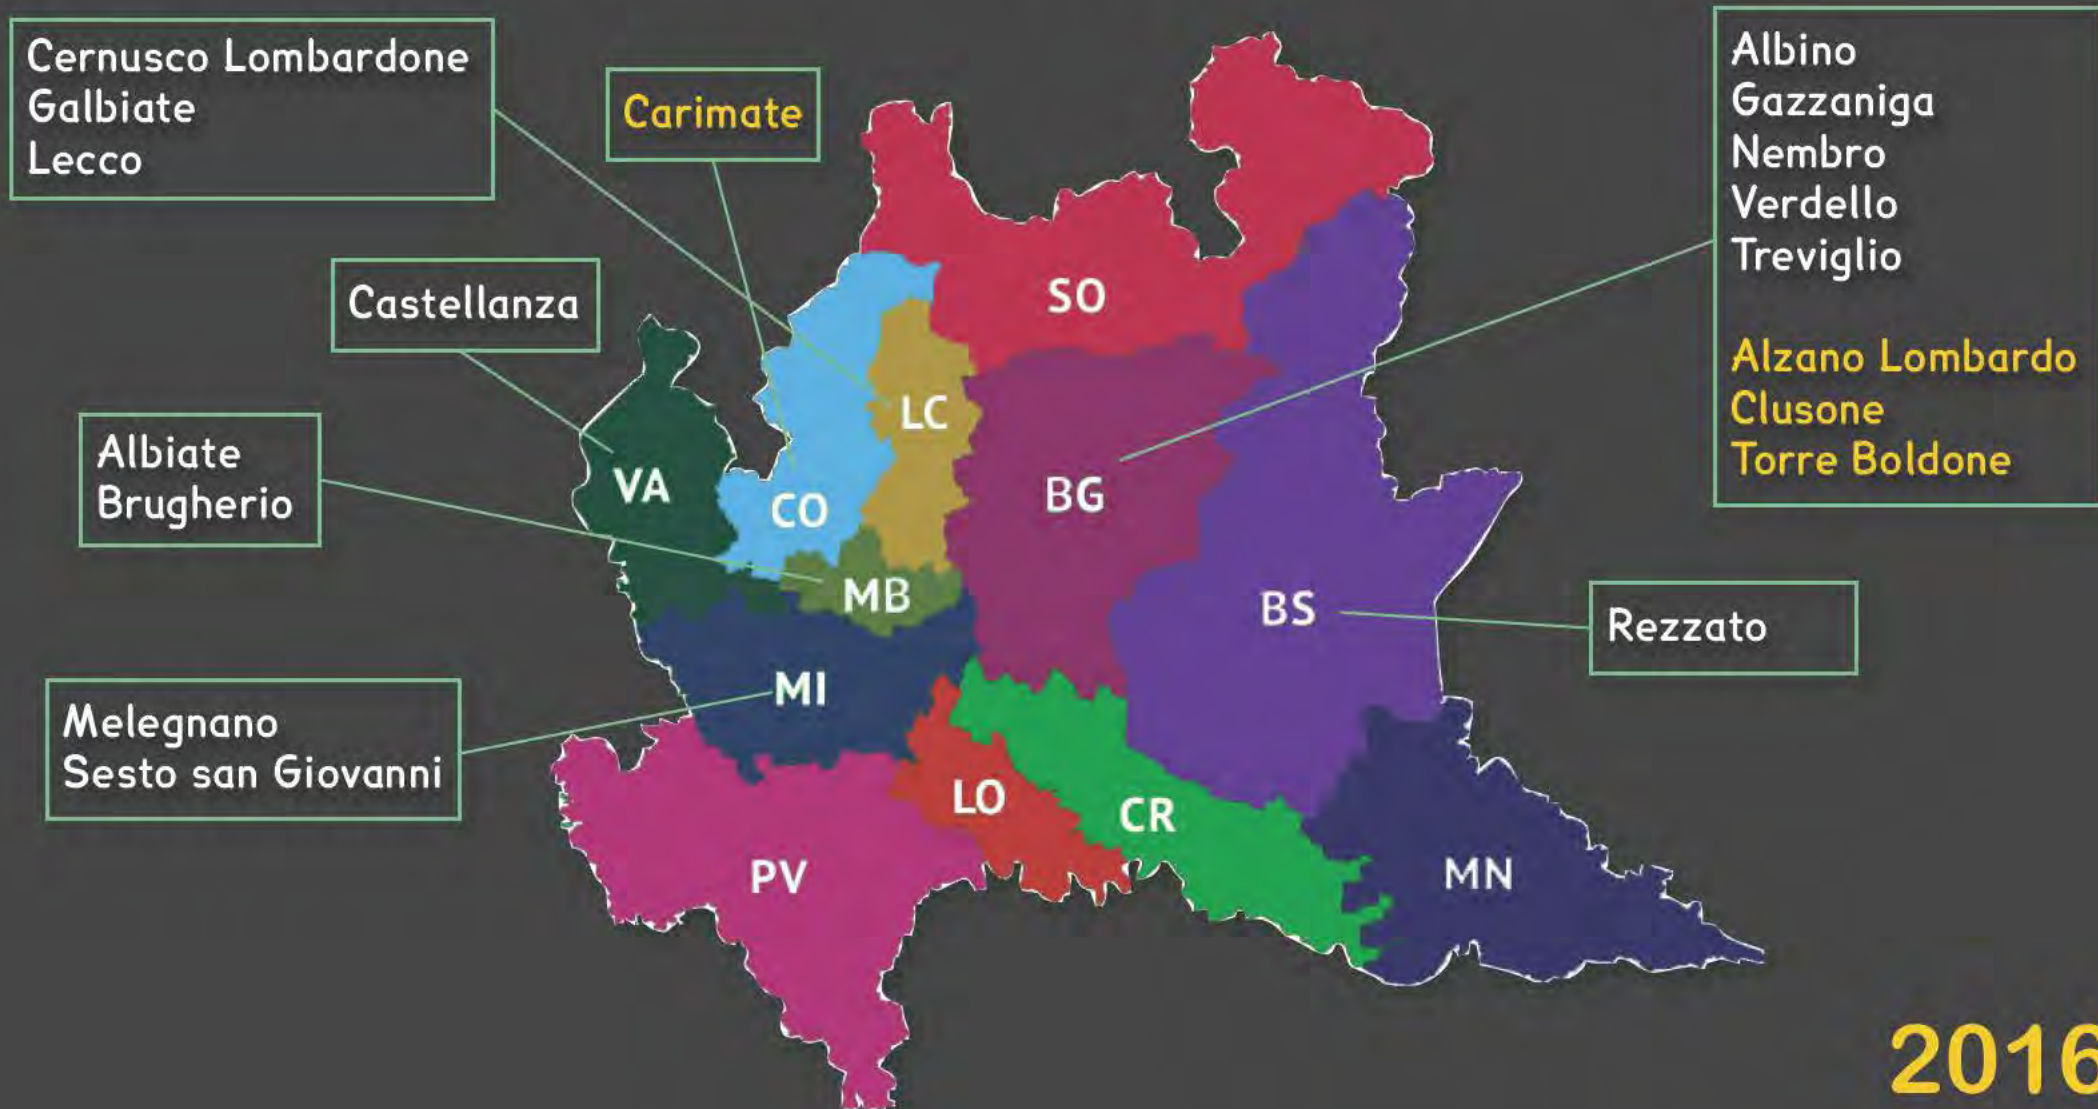 Cernusco Lombardone
Galbiate
Lecco
Carimate
Castellanza
Albiate
Brugherio
Melegnano
Sesto san Giovanni
Albino
Gazzaniga
Nembro
Verdello
Treviglio
Alzano Lombardo
Clusone
Torre Boldone
Rezzato
SO
LC
VA
CO
BG
MB
BS
MI
LO
CR
PV
MN
2016